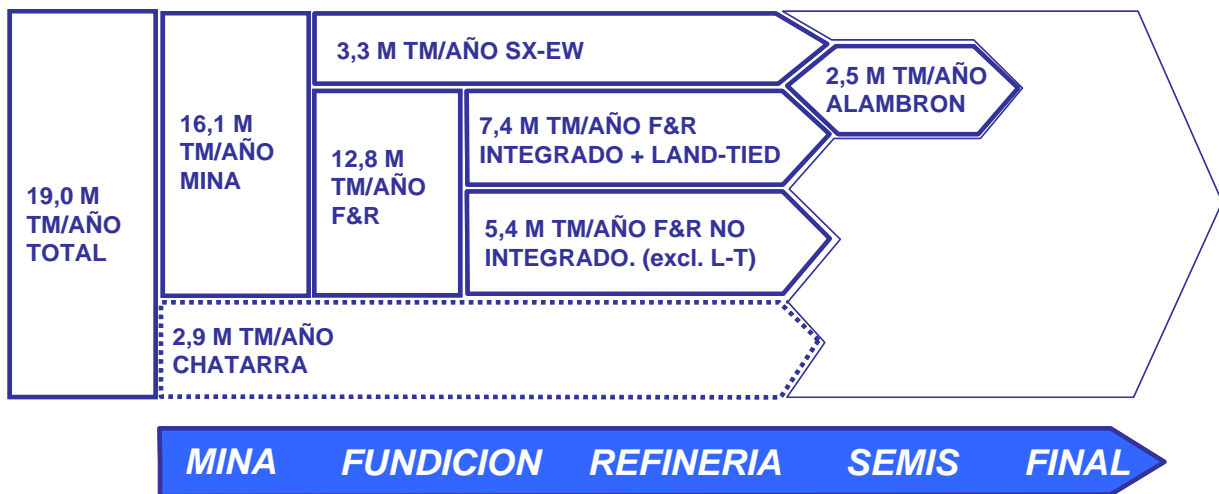 19,0 M
TM/AÑO
TOTAL
16,1 M
TM/AÑO
MINA
3,3 M TM/AÑO SX-EW
12,8 M
TM/AÑO
F&R
7,4 M TM/AÑO F&R
INTEGRADO + LAND-TIED
5,4 M TM/AÑO F&R NO
INTEGRADO. (excl. L-T)
2,5 M TM/AÑO
ALAMBRON
2,9 M TM/AÑO
CHATARRA
MINA FUNDICION REFINERIA SEMIS FINAL